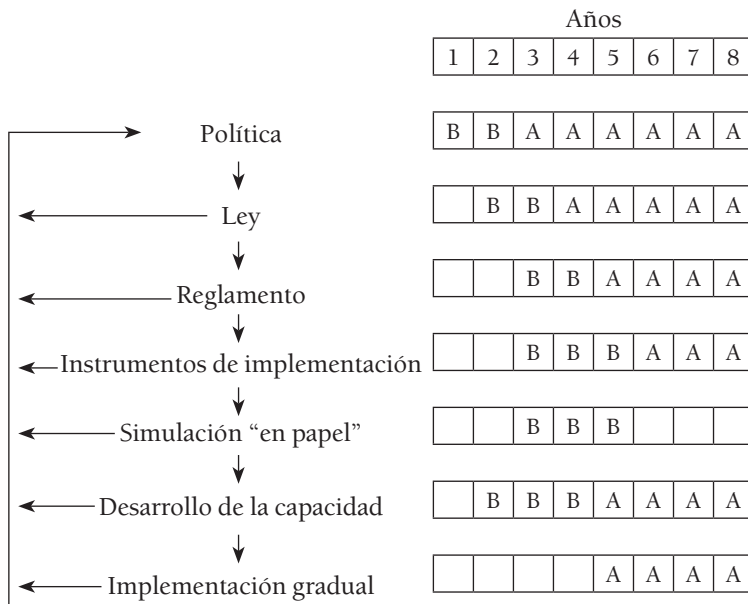 Años
1 2 3 4 5 6 7 8
Política B B A A A A A A
Ley B B A A A A A
Reglamento B B A A A A
Instrumentos de implementación B B B A A A
Simulación “en papel” B B B
Desarrollo de la capacidad B B B A A A A
Implementación gradual A A A A